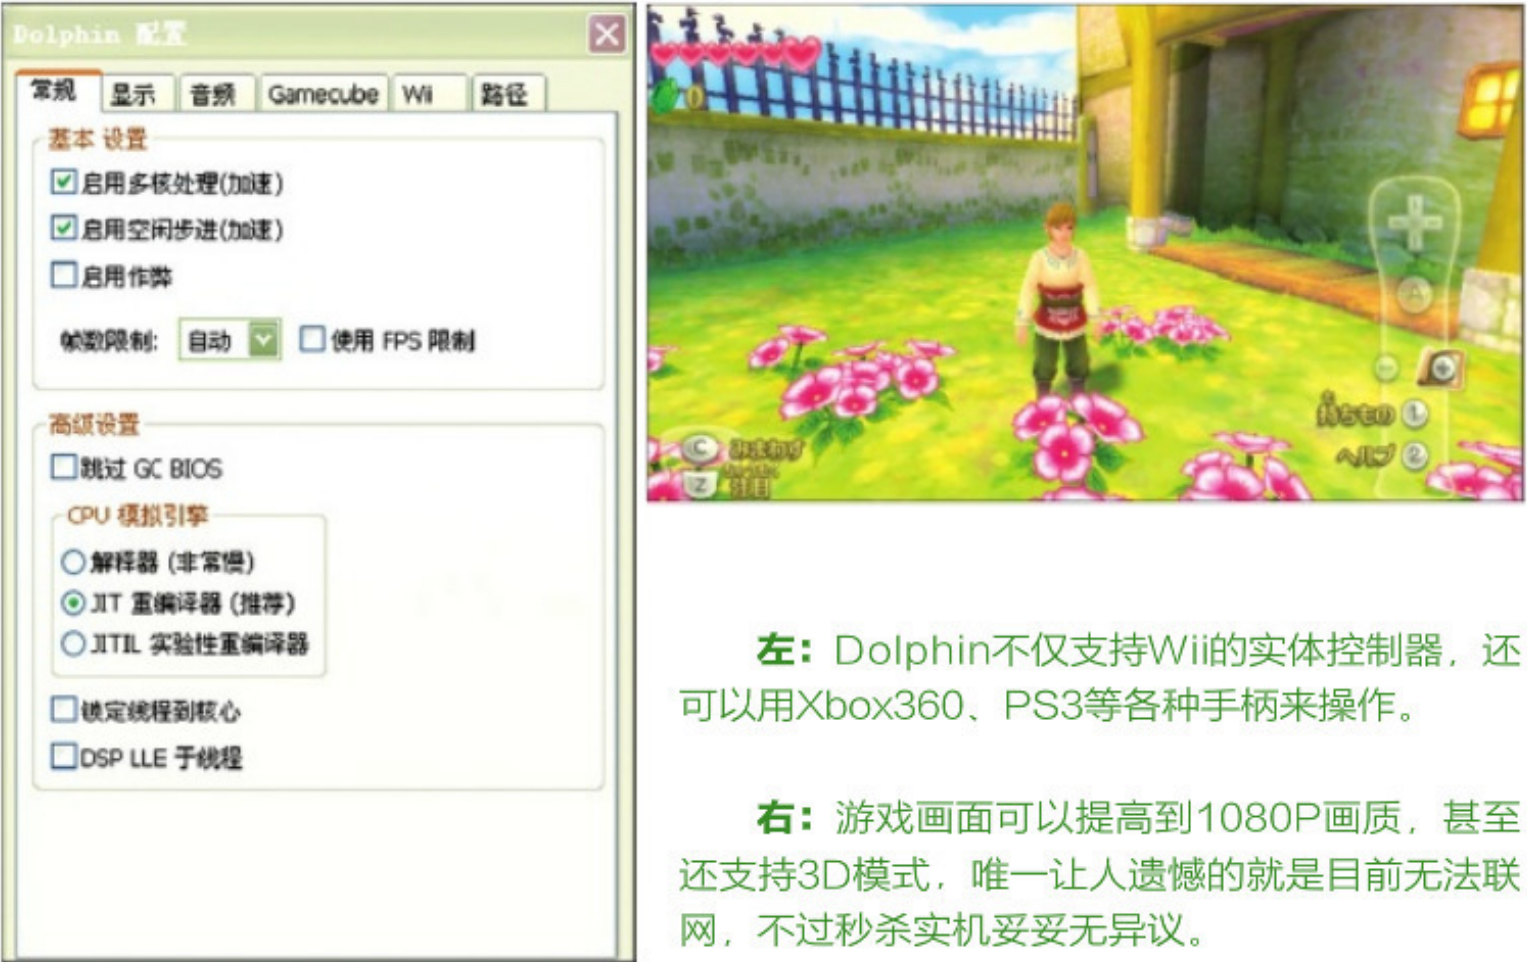 Dolphin 配置
常规 显示 音频 Gamecube Wii 路径
基本 设置
启用多核处理(加速)
启用空闲步进(加速)
启用作弊
帧数限制: 自动 使用 FPS 限制
高级设置
跳过 GC BIOS
CPU 模拟引擎
解释器 (非常慢)
JIT 重编译器 (推荐)
JITIL 实验性重编译器
锁定线程到核心
DSP LLE 于线程
0
A
持ちもの 1
ヘルプ 2
C みまわす
Z 注目
左：Dolphin不仅支持Wii的实体控制器，还
可以用Xbox360、PS3等各种手柄来操作。
右：游戏画面可以提高到1080P画质，甚至
还支持3D模式，唯一让人遗憾的就是目前无法联
网，不过秒杀实机妥妥无异议。